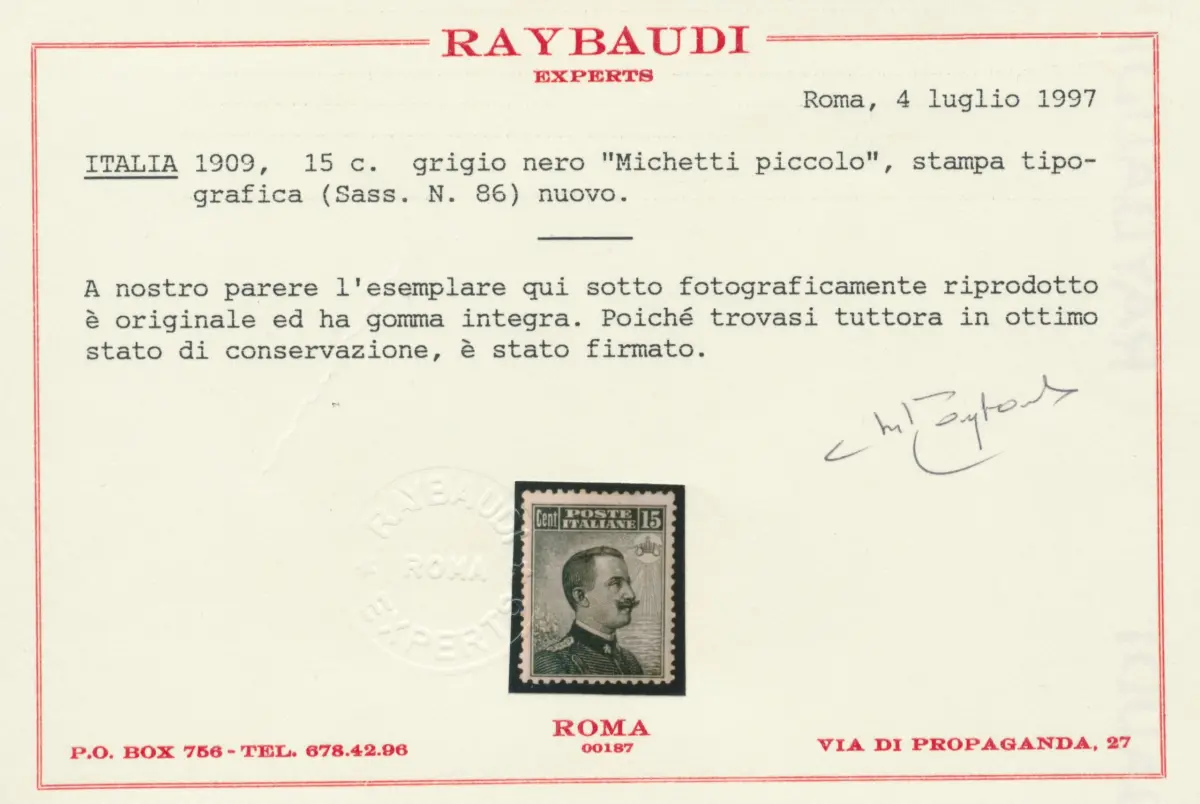 RAYBAUDI
EXPERTS
Roma, 4 luglio 1997
ITALIA 1909, 15 c. grigio nero "Michetti piccolo", stampa tipo-
grafica (Sass. N. 86) nuovo.
A nostro parere l'esemplare qui sotto fotograficamente riprodotto
è originale ed ha gomma integra. Poiché trovasi tuttora in ottimo
stato di conservazione, è stato firmato.
RAYBAUDI
ROMA
EXPERTS
Cent POSTE ITALIANE 15
ROMA
00187
P.O. BOX 756 - TEL. 678.42.96
VIA DI PROPAGANDA, 27